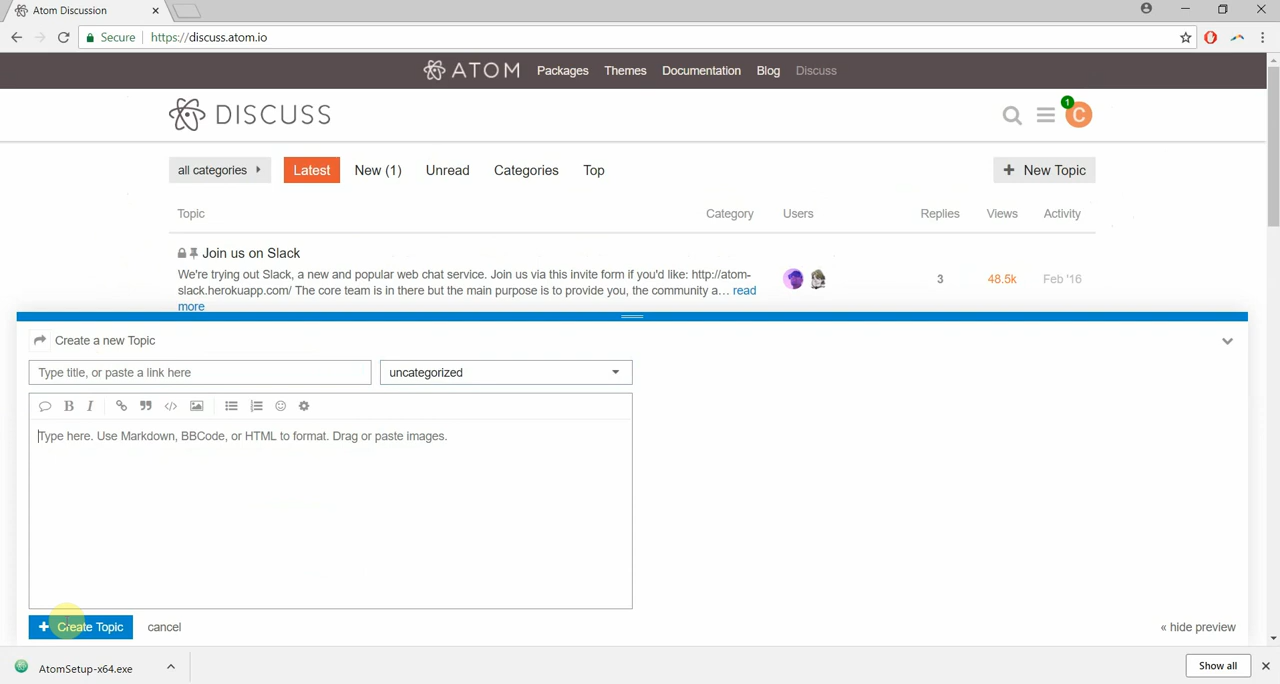 Atom Discussion
Secure https://discuss.atom.io
ATOM Packages Themes Documentation Blog Discuss
DISCUSS
1
C
all categories Latest New (1) Unread Categories Top + New Topic
Topic Category Users Replies Views Activity
Join us on Slack
We're trying out Slack, a new and popular web chat service. Join us via this invite form if you'd like: http://atom-
slack.herokuapp.com/ The core team is in there but the main purpose is to provide you, the community a… read
more
3 48.5k Feb '16
Create a new Topic
Type title, or paste a link here uncategorized
B I
Type here. Use Markdown, BBCode, or HTML to format. Drag or paste images.
+ Create Topic cancel « hide preview
AtomSetup-x64.exe Show all